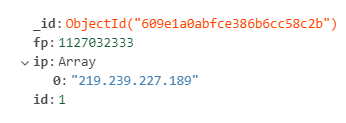 _id: ObjectId("609e1a0abfce386b6cc58c2b")
fp: 1127032333
ip: Array
0: "219.239.227.189"
id: 1